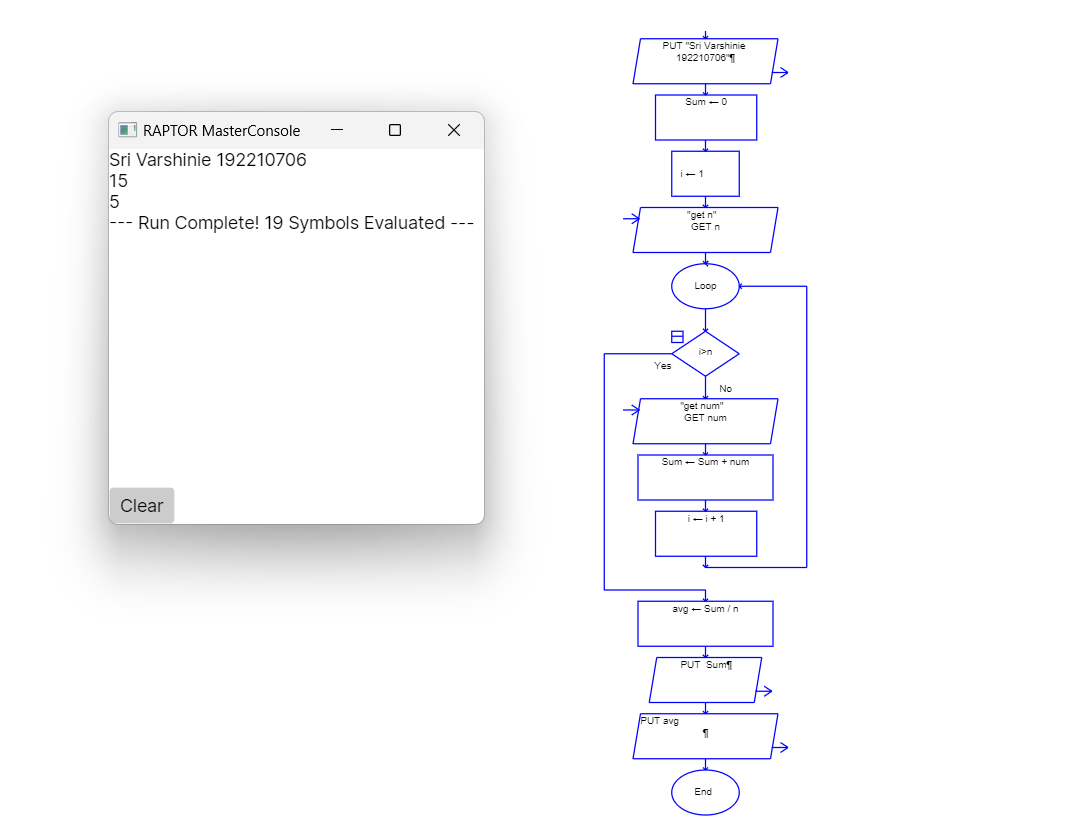 RAPTOR MasterConsole
Sri Varshinie 192210706
15
5
--- Run Complete! 19 Symbols Evaluated ---
Clear
PUT "Sri Varshinie
192210706"¶
Sum ← 0
i ← 1
"get n"
GET n
Loop
i>n
Yes
No
"get num"
GET num
Sum ← Sum + num
i ← i + 1
avg ← Sum / n
PUT Sum¶
PUT avg
¶
End